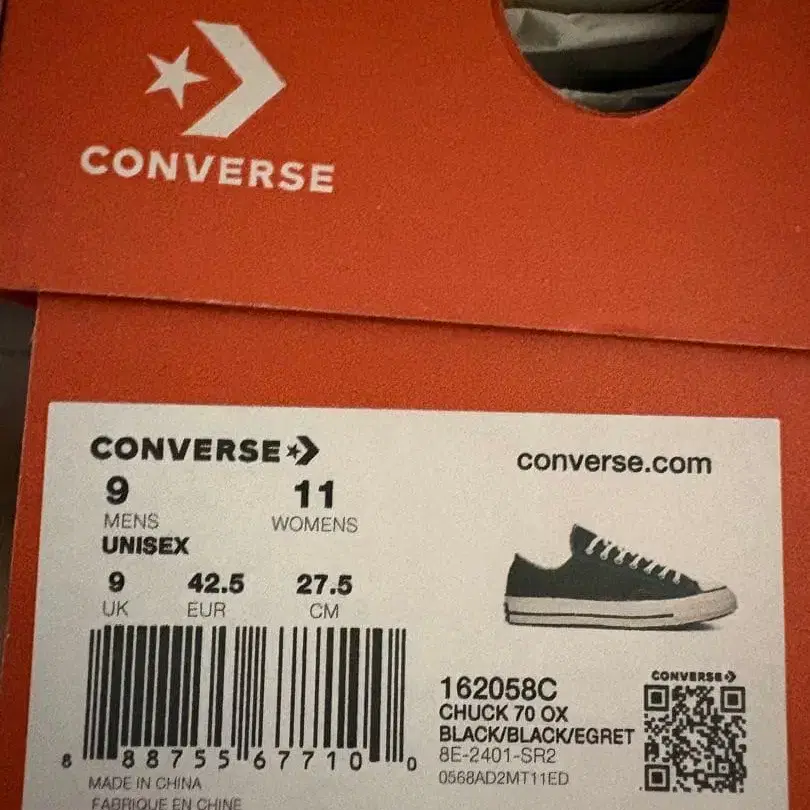 CONVERSE
CONVERSE
converse.com
9 11
MENS WOMENS
UNISEX
9 42.5 27.5
UK EUR CM
8 88755 67710 0
MADE IN CHINA
FABRIQUE EN CHINE
162058C
CHUCK 70 OX
BLACK/BLACK/EGRET
8E-2401-SR2
0568AD2MT11ED
CONVERSE